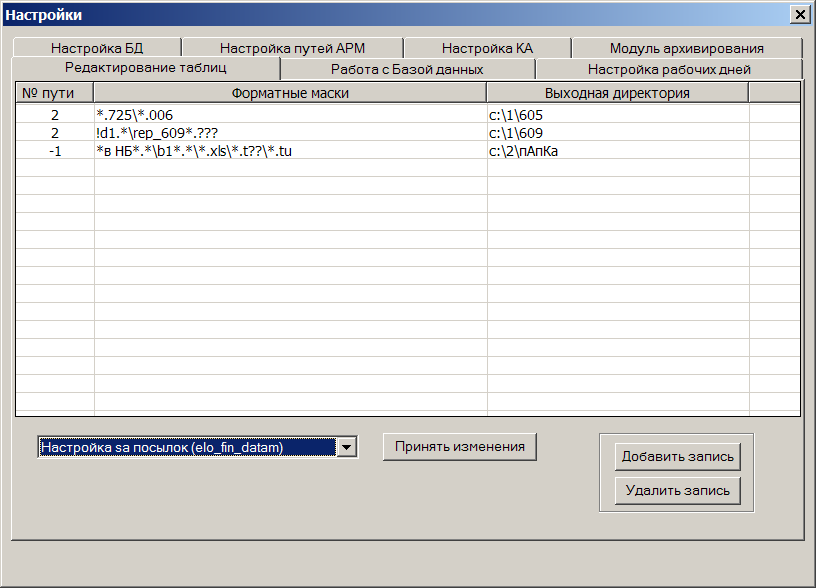 Настройки
Настройка БД Настройка путей АРМ Настройка КА Модуль архивирования
Редактирование таблиц Работа с Базой данных Настройка рабочих дней
№ пути Форматные маски Выходная директория
2 *.725\*.006 c:\1\605
2 !d1.*\rep_609*.??? c:\1\609
-1 *в НБ*.*\b1*.*\*.xls\*.t??\*.tu c:\2\пАпКа
Настройка sa посылок (elo_fin_datam) Принять изменения
Добавить запись
Удалить запись